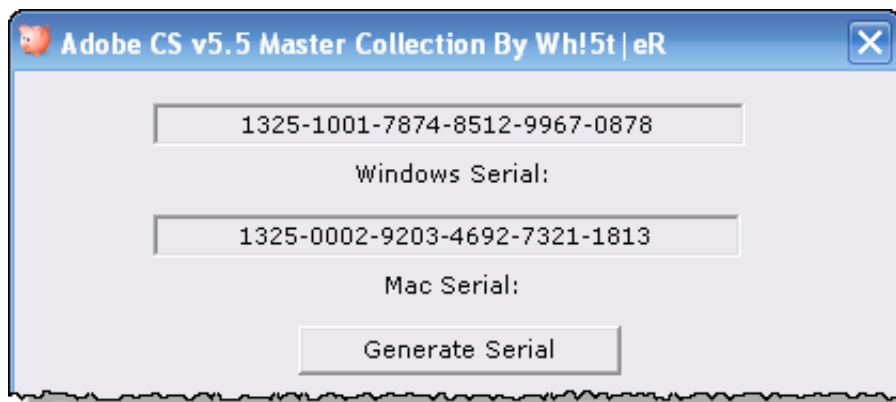 Adobe CS v5.5 Master Collection By Wh!5t|eR
1325-1001-7874-8512-9967-0878
Windows Serial:
1325-0002-9203-4692-7321-1813
Mac Serial:
Generate Serial